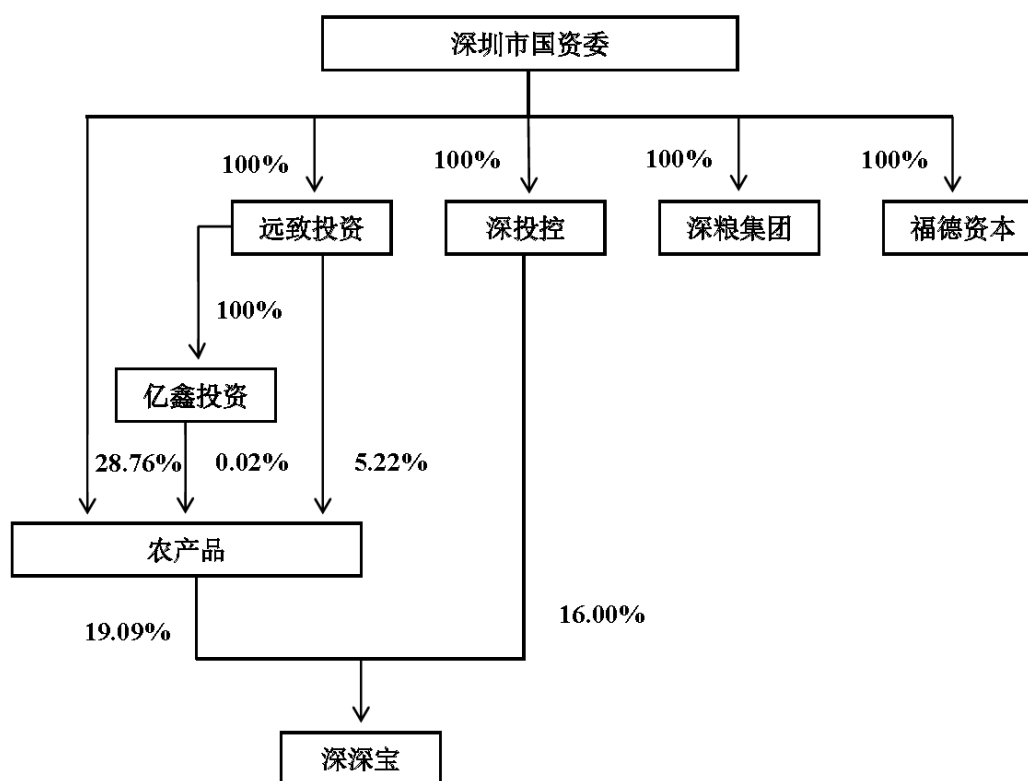 深圳市国资委
100%
100%
100%
100%
远致投资
深投控
深粮集团
福德资本
100%
亿鑫投资
28.76%
0.02%
5.22%
农产品
19.09%
16.00%
深深宝